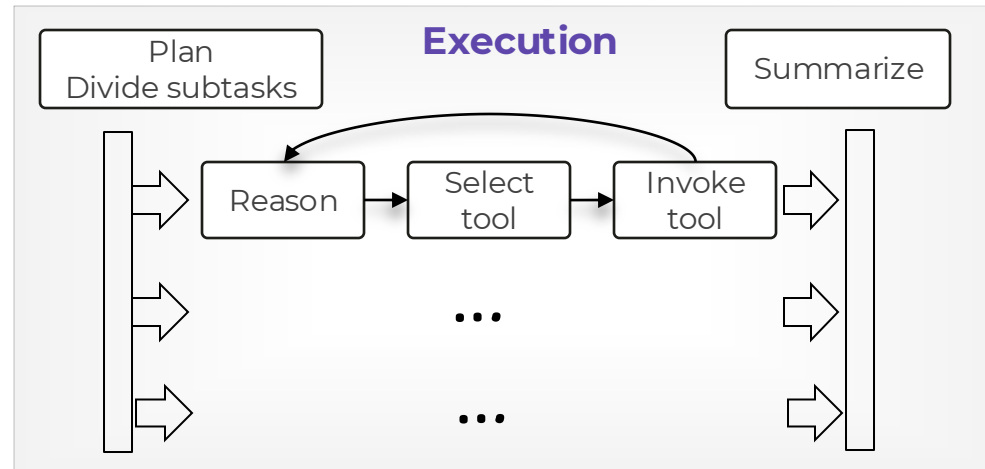 Plan
Divide subtasks
Execution
Summarize
Reason
Select
tool
Invoke
tool
...
...